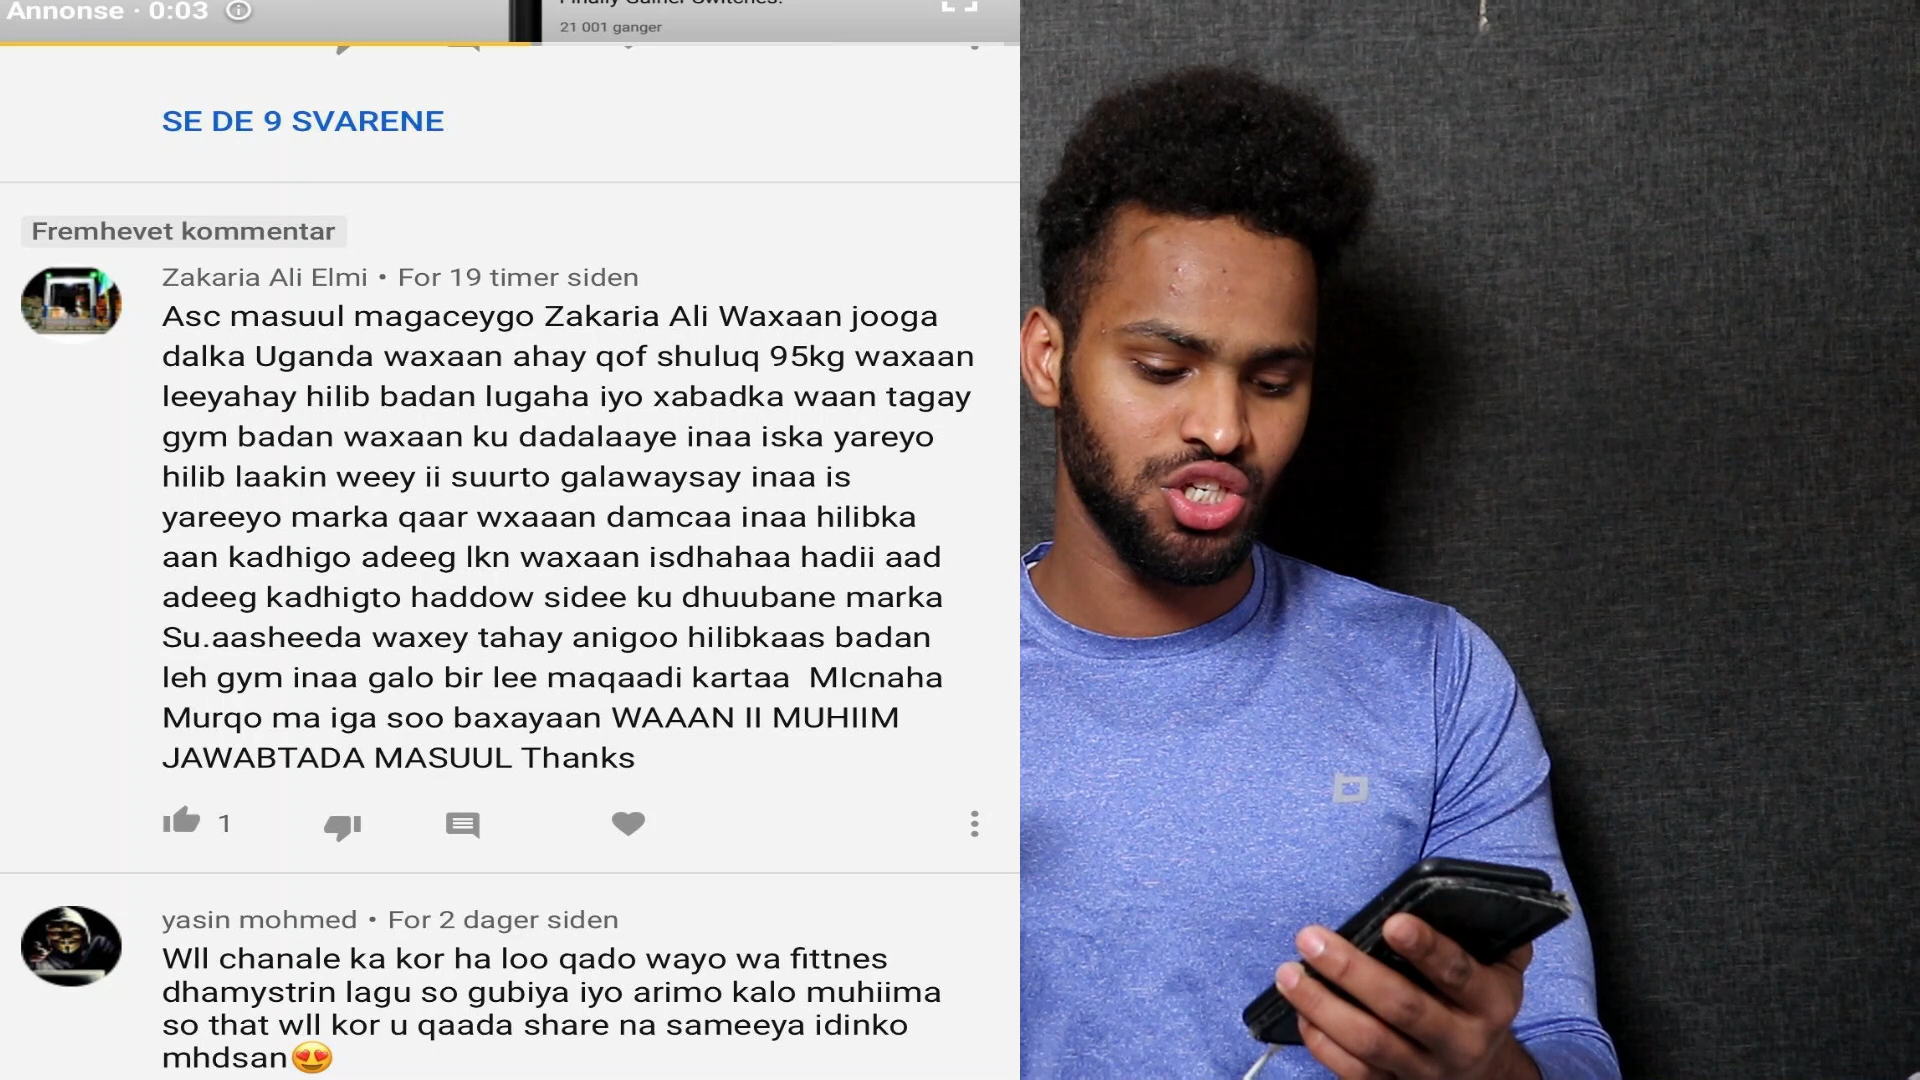 Annonse · 0:03
21 001 ganger
SE DE 9 SVARENE
Fremhevet kommentar
Zakaria Ali Elmi • For 19 timer siden
Asc masuul magaceygo Zakaria Ali Waxaan jooga
dalka Uganda waxaan ahay qof shuluq 95kg waxaan
leeyahay hilib badan lugaha iyo xabadka waan tagay
gym badan waxaan ku dadalaaye inaa iska yareyo
hilib laakin weey ii suurto galawaysay inaa is
yareeyo marka qaar wxaaan damcaa inaa hilibka
aan kadhigo adeeg lkn waxaan isdhahaa hadii aad
adeeg kadhigto haddow sidee ku dhuubane marka
Su.aasheeda waxey tahay anigoo hilibkaas badan
leh gym inaa galo bir lee maqaadi kartaa  MIcnaha
Murqo ma iga soo baxayaan WAAAN II MUHIIM
JAWABTADA MASUUL Thanks
1
yasin mohmed • For 2 dager siden
Wll chanale ka kor ha loo qado wayo wa fittnes
dhamystrin lagu so gubiya iyo arimo kalo muhiima
so that wll kor u qaada share na sameeya idinko
mhdsan😍